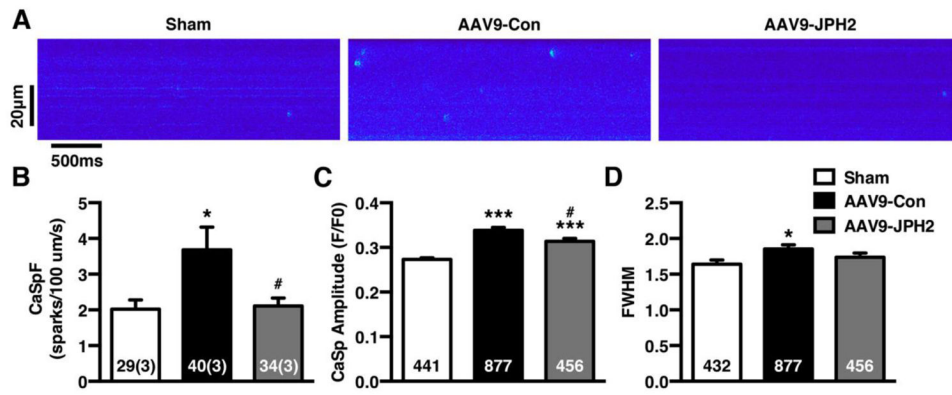 A
Sham
AAV9-Con
AAV9-JPH2
20μm
500ms
B
CaSpF
(sparks/100 um/s)
5
4
3
2
1
0
*
#
29(3)
40(3)
34(3)
C
CaSp Amplitude (F/F0)
0.4
0.3
0.2
0.1
0.0
***
#
***
441
877
456
D
FWHM
2.5
2.0
1.5
1.0
0.5
0.0
*
432
877
456
Sham
AAV9-Con
AAV9-JPH2